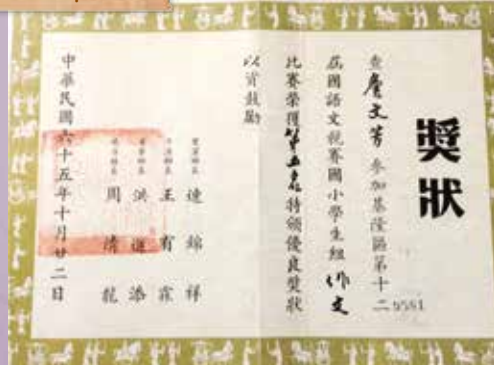 獎狀
查詹文芳參加基隆區第十二
屆國語文競賽國小學生組作文
比賽榮獲第五名特頒優良獎狀
以資鼓勵
連錦祥
王宥霖
洪進添
周清龍
中華民國六十五年十月廿二日